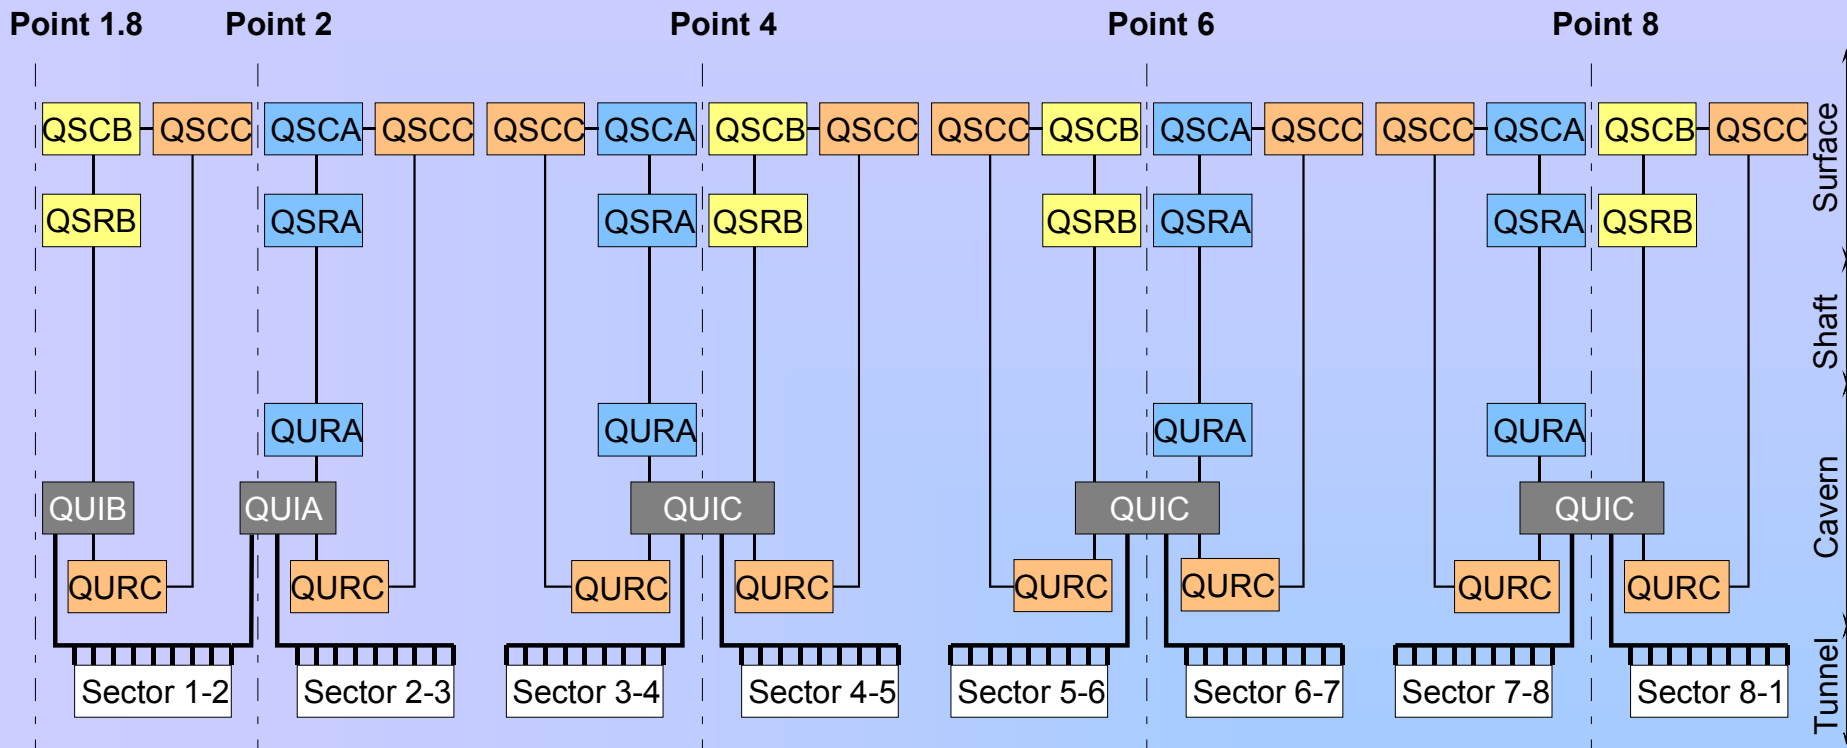 Point 1.8 Point 2 Point 4 Point 6 Point 8
QSCB QSCC QSCA QSCC QSCC QSCA QSCB QSCC QSCC QSCB QSCA QSCC QSCC QSCA QSCB QSCC
Surface
QSRB QSRA QSRA QSRB QSRB QSRA QSRA QSRB
Shaft
QURA QURA QURA QURA
QUIB QUIA QUIC QUIC QUIC
Cavern
QURC QURC QURC QURC QURC QURC QURC QURC
Sector 1-2 Sector 2-3 Sector 3-4 Sector 4-5 Sector 5-6 Sector 6-7 Sector 7-8 Sector 8-1
Tunnel